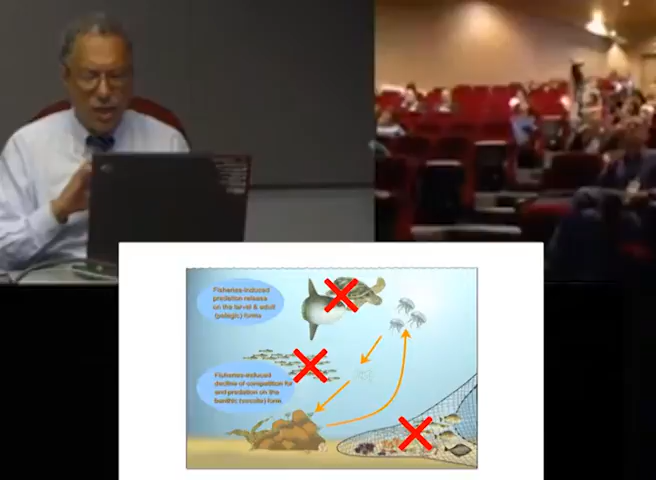 Fisheries-induced
predation release
on the larval & adult
(pelagic) forms
Fisheries-induced
decline of competition for
and predation on the
benthic (sessile) form.